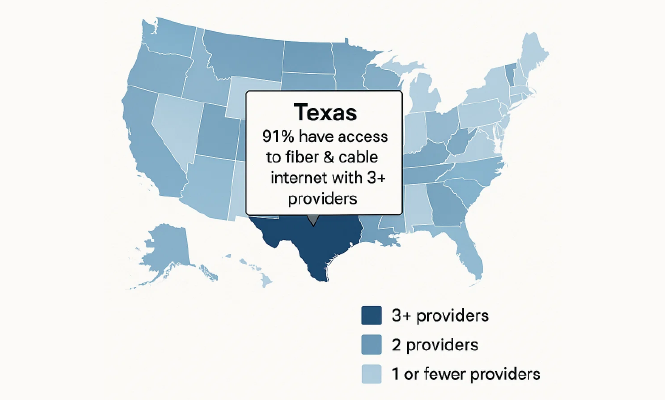 Texas
91% have access
to fiber & cable
internet with 3+
providers
3+ providers
2 providers
1 or fewer providers